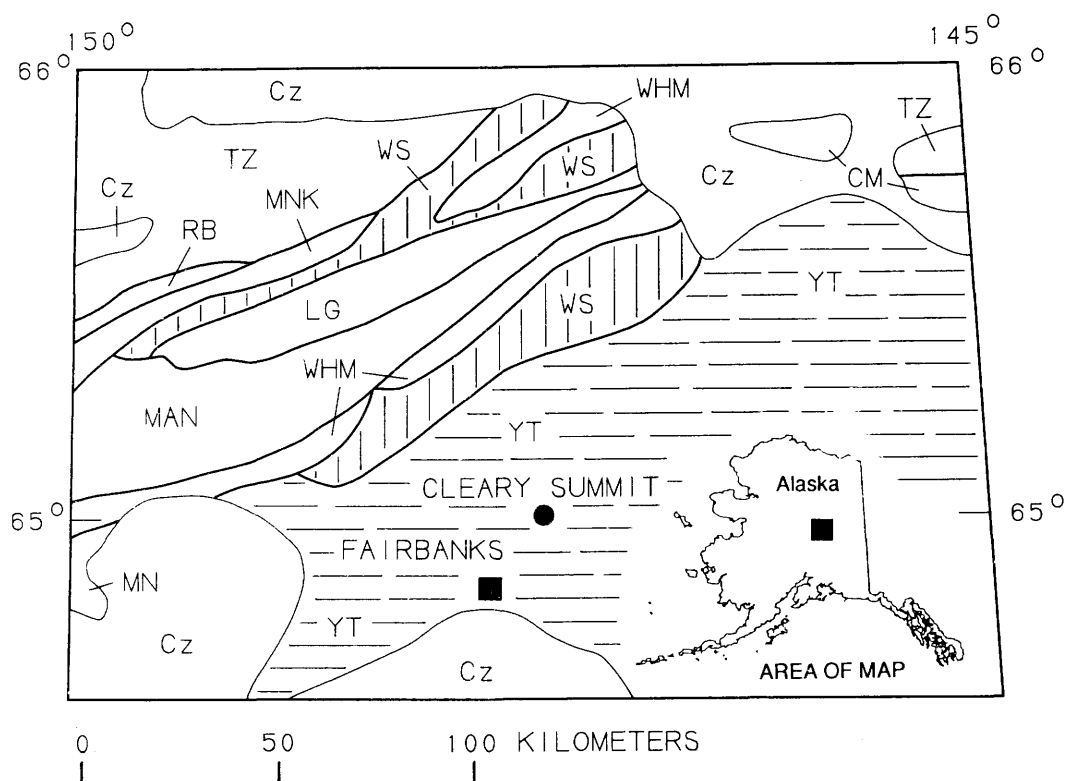 150° 145°
66° 66°
Cz WHM
TZ
WS
TZ WS
Cz CM
Cz MNK
RB
YT
LG WS
WHM
MAN
YT
CLEARY SUMMIT Alaska
65° 65°
FAIRBANKS
MN
YT
Cz
Cz AREA OF MAP
0 50 100 KILOMETERS